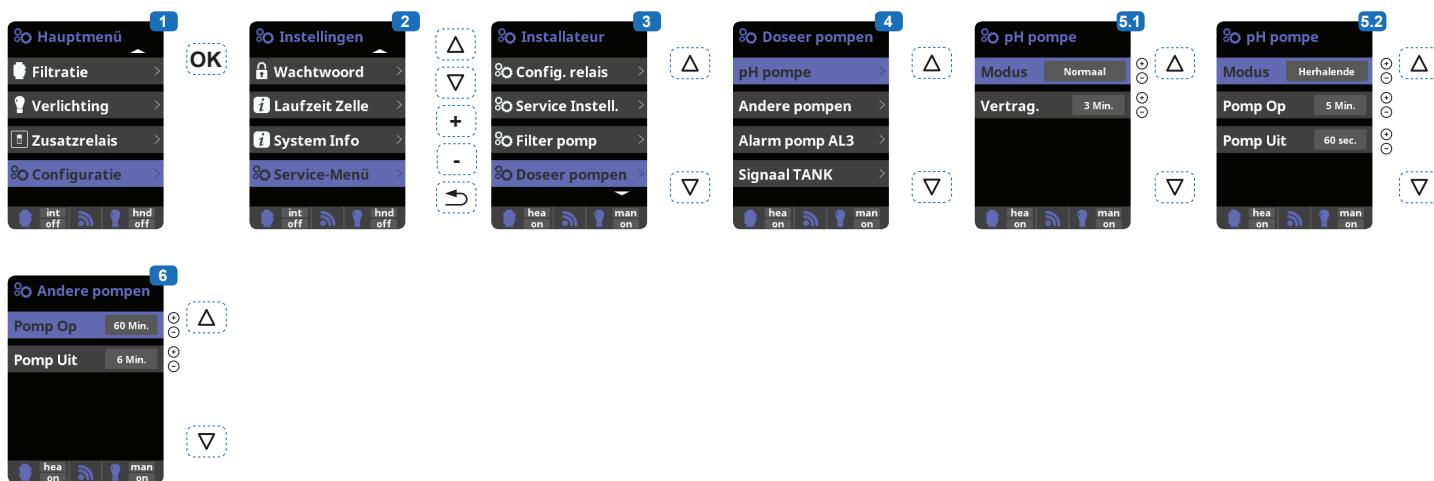 1
Hauptmenü
Filtratie
Verlichting
Zusatzrelais
Configuratie
int
off
hnd
off
OK
2
Instellingen
Wachtwoord
Laufzeit Zelle
System Info
Service-Menü
int
off
hnd
off
+
-
3
Installateur
Config. relais
Service Instell.
Filter pomp
Doseer pompen
hea
on
man
on
4
Doseer pompen
pH pompe
Andere pompen
Alarm pomp AL3
Signaal TANK
hea
on
man
on
5.1
pH pompe
Modus Normaal
Vertrag. 3 Min.
hea
on
man
on
5.2
pH pompe
Modus Herhalende
Pomp Op 5 Min.
Pomp Uit 60 sec.
hea
on
man
on
6
Andere pompen
Pomp Op 60 Min.
Pomp Uit 6 Min.
hea
on
man
on